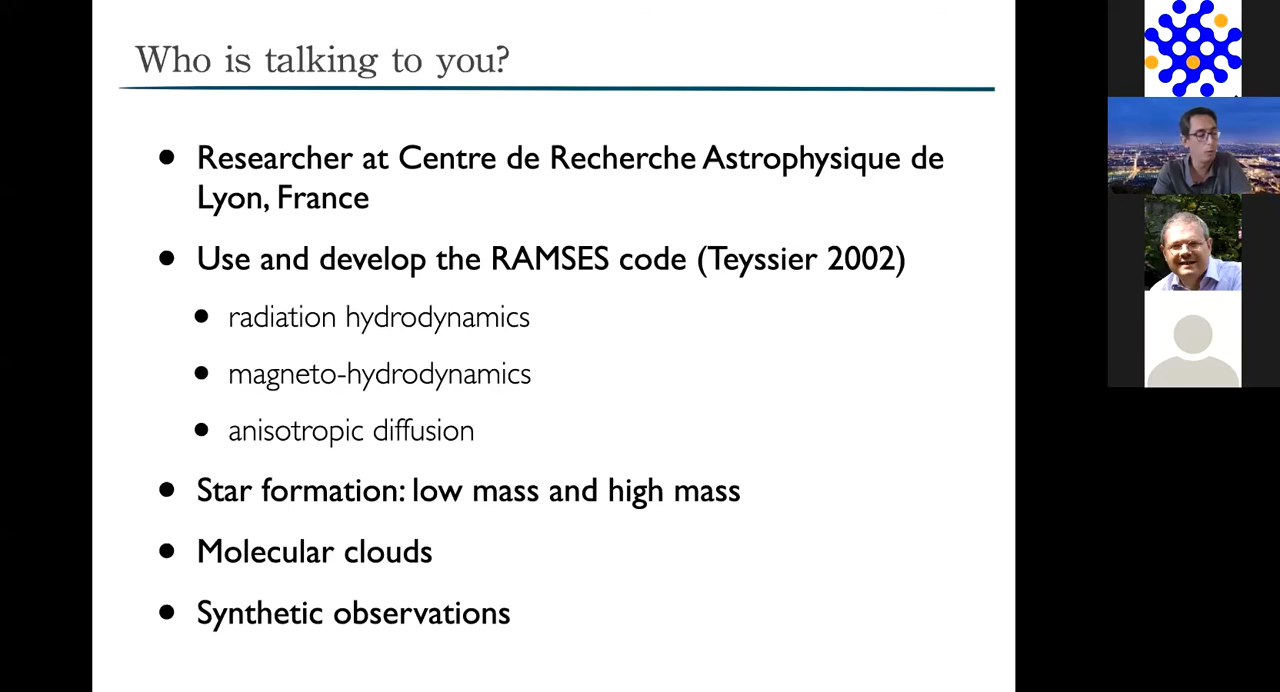 Who is talking to you?
Researcher at Centre de Recherche Astrophysique de
Lyon, France
Use and develop the RAMSES code (Teyssier 2002)
radiation hydrodynamics
magneto-hydrodynamics
anisotropic diffusion
Star formation: low mass and high mass
Molecular clouds
Synthetic observations